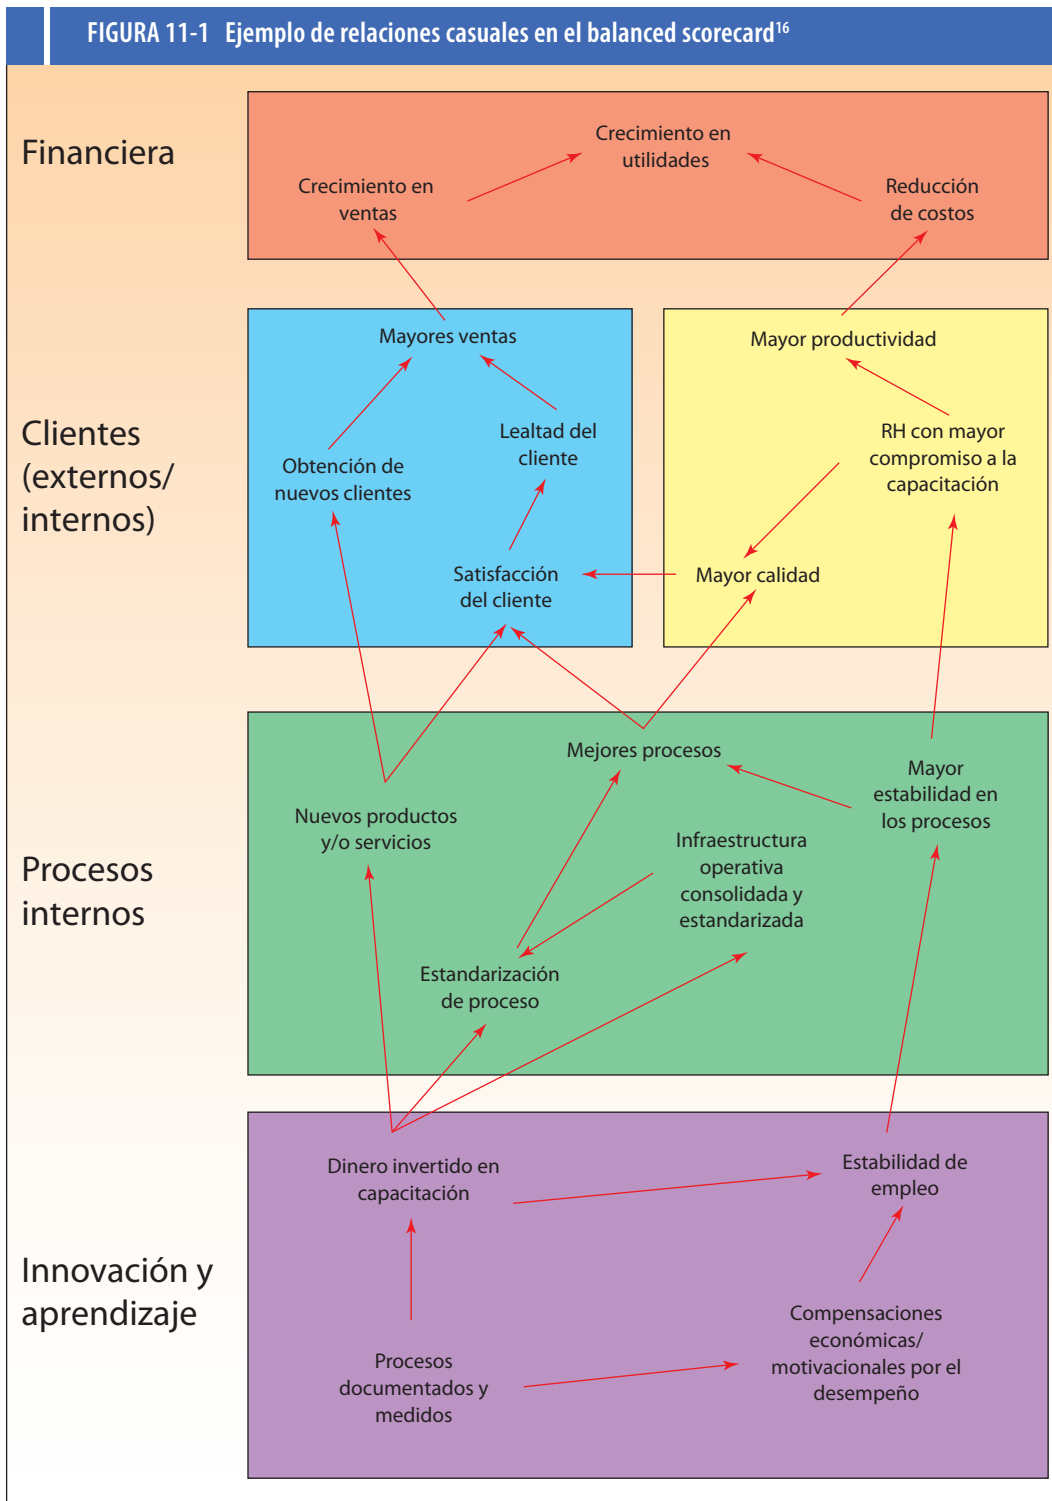 FIGURA 11-1 Ejemplo de relaciones casuales en el balanced scorecard16
Financiera
Crecimiento en
utilidades
Crecimiento en
ventas
Reducción
de costos
Clientes
(externos/
internos)
Mayores ventas
Lealtad del
cliente
Obtención de
nuevos clientes
Satisfacción
del cliente
Mayor productividad
RH con mayor
compromiso a la
capacitación
Mayor calidad
Procesos
internos
Mejores procesos
Mayor
estabilidad en
los procesos
Nuevos productos
y/o servicios
Infraestructura
operativa
consolidada y
estandarizada
Estandarización
de proceso
Innovación y
aprendizaje
Dinero invertido en
capacitación
Estabilidad de
empleo
Procesos
documentados y
medidos
Compensaciones
económicas/
motivacionales por el
desempeño